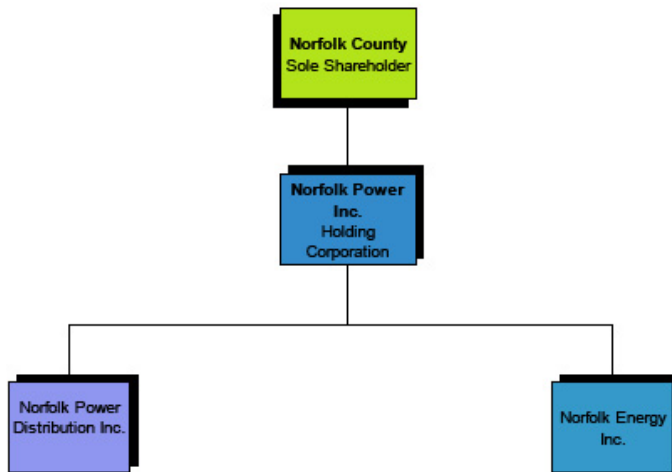 Norfolk County
Sole Shareholder
Norfolk Power
Inc.
Holding
Corporation
Norfolk Power
Distribution Inc.
Norfolk Energy
Inc.